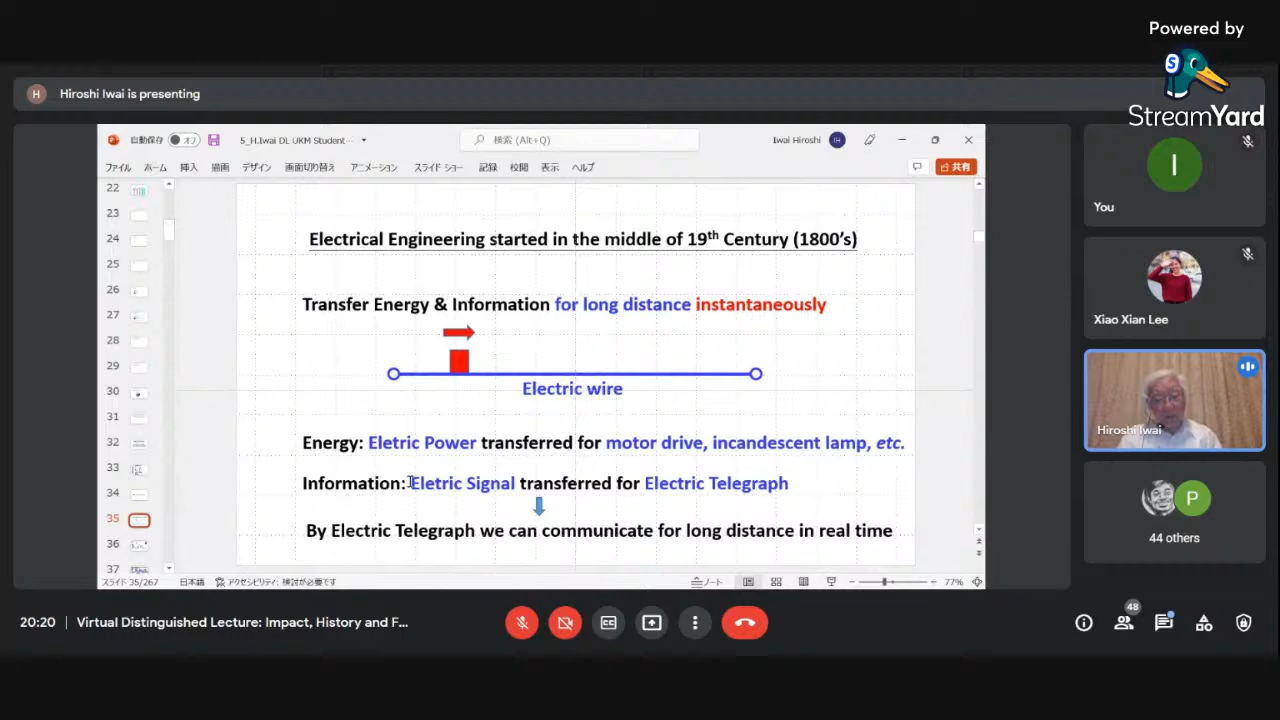 Powered by
StreamYard
H
Hiroshi Iwai is presenting
自動保存 オフ 5_H.Iwai DL UKM Student… 検索 (Alt+Q) Iwai Hiroshi IH
ファイル ホーム 挿入 描画 デザイン 画面切り替え アニメーション スライド ショー 記録 校閲 表示 ヘルプ 共有
22
23
24
25
26
27
28
29
30
31
32
33
34
35
36
37
Electrical Engineering started in the middle of 19th Century (1800's)
Transfer Energy & Information for long distance instantaneously
Electric wire
Energy: Eletric Power transferred for motor drive, incandescent lamp, etc.
Information: Eletric Signal transferred for Electric Telegraph
By Electric Telegraph we can communicate for long distance in real time
スライド 35/267 日本語 アクセシビリティ: 検討が必要です ノート 77%
I
You
Xiao Xian Lee
Hiroshi Iwai
P
44 others
20:20 | Virtual Distinguished Lecture: Impact, History and F...
CC
48